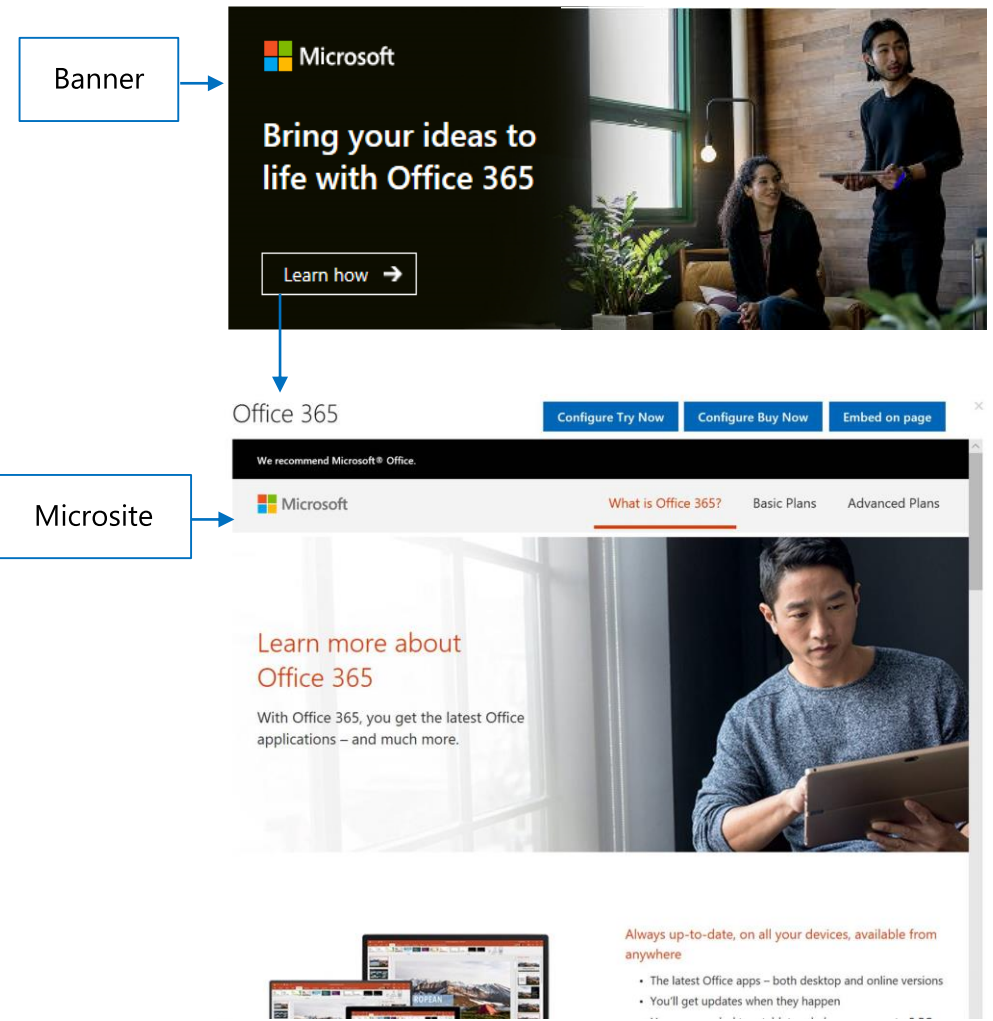 Banner
Microsoft
Bring your ideas to
life with Office 365
Learn how →
Office 365
Configure Try Now
Configure Buy Now
Embed on page
We recommend Microsoft® Office.
Microsoft
What is Office 365?
Basic Plans
Advanced Plans
Microsite
Learn more about
Office 365
With Office 365, you get the latest Office
applications – and much more.
Always up-to-date, on all your devices, available from
anywhere
• The latest Office apps – both desktop and online versions
• You'll get updates when they happen